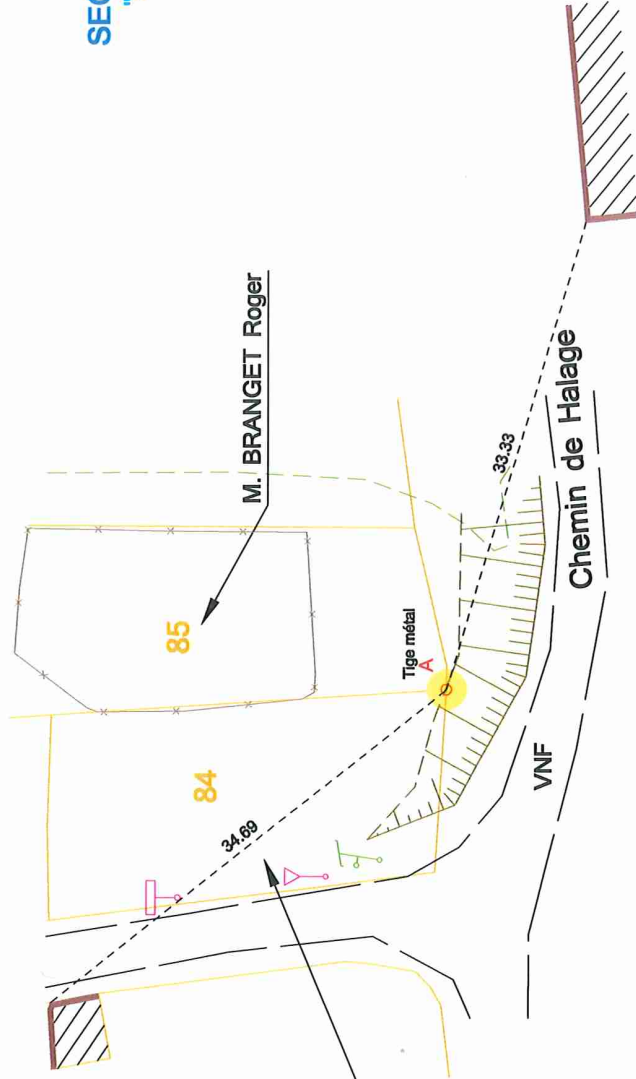 SEC
M. BRANGET Roger
85
Tige métal
A
84
34.69
33.33
Chemin de Halage
VNF